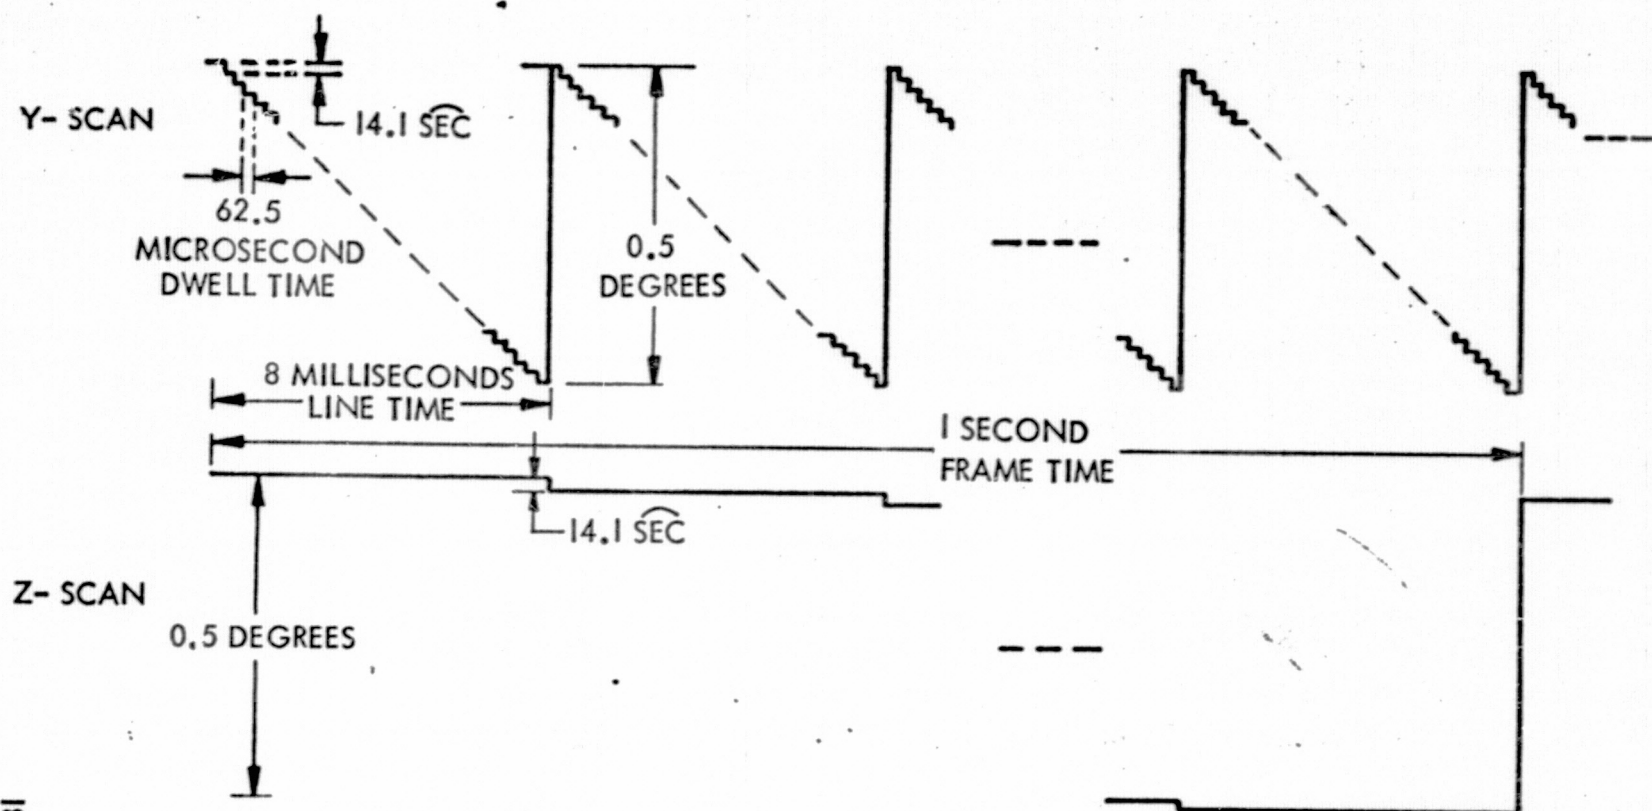 Y- SCAN
14.1 SEC
62.5
MICROSECOND
DWELL TIME
0.5
DEGREES
8 MILLISECONDS
LINE TIME
1 SECOND
FRAME TIME
14.1 SEC
Z- SCAN
0.5 DEGREES